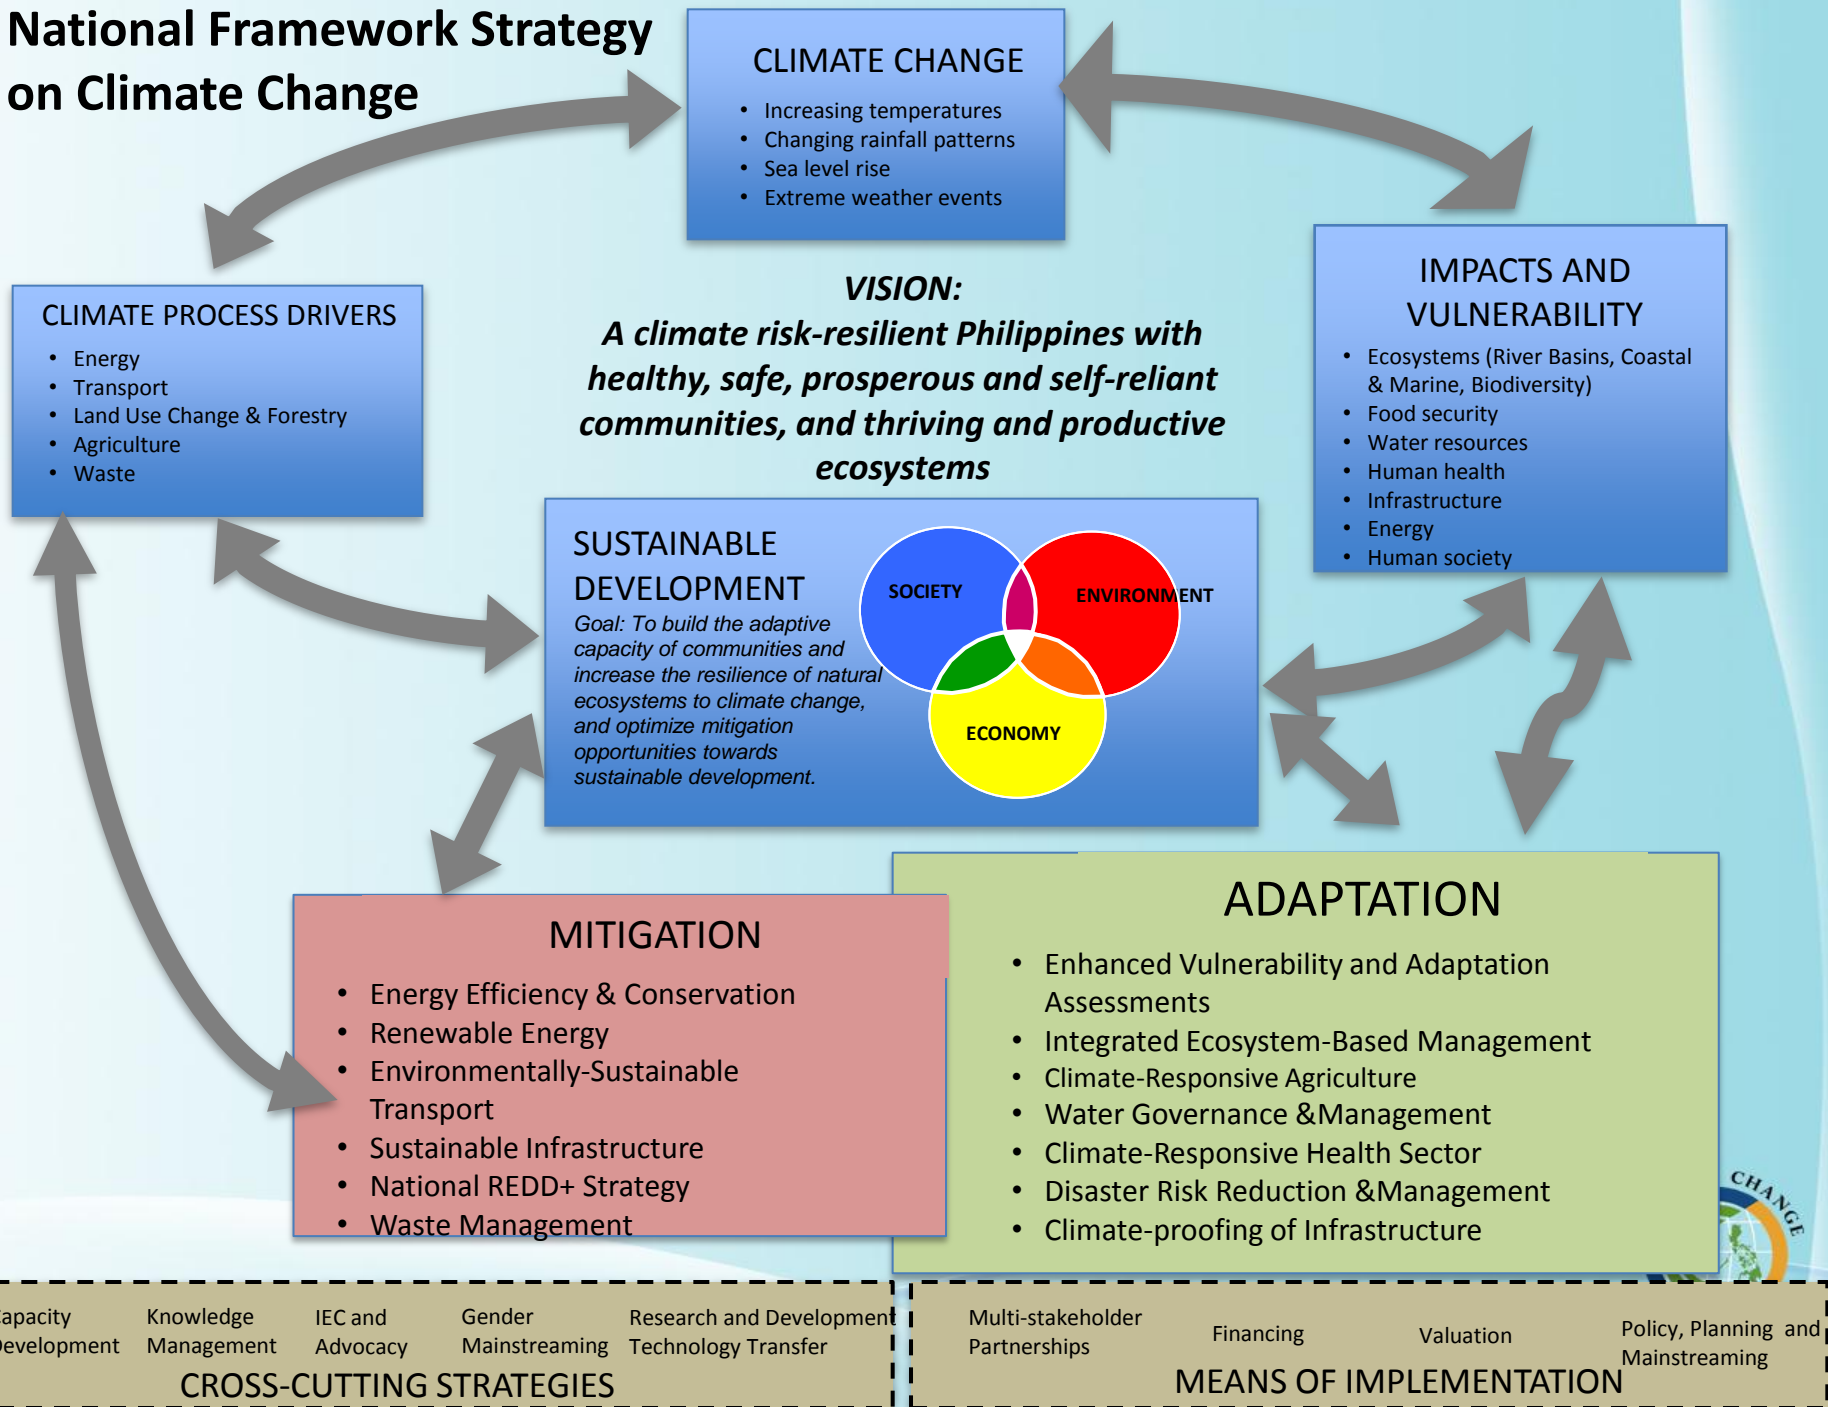 National Framework Strategy
on Climate Change
CLIMATE CHANGE
• Increasing temperatures
• Changing rainfall patterns
• Sea level rise
• Extreme weather events
CLIMATE PROCESS DRIVERS
• Energy
• Transport
• Land Use Change & Forestry
• Agriculture
• Waste
VISION:
A climate risk-resilient Philippines with
healthy, safe, prosperous and self-reliant
communities, and thriving and productive
ecosystems
IMPACTS AND
VULNERABILITY
• Ecosystems (River Basins, Coastal
& Marine, Biodiversity)
• Food security
• Water resources
• Human health
• Infrastructure
• Energy
• Human society
SUSTAINABLE
DEVELOPMENT
Goal: To build the adaptive
capacity of communities and
increase the resilience of natural
ecosystems to climate change,
and optimize mitigation
opportunities towards
sustainable development.
SOCIETY
ENVIRONMENT
ECONOMY
MITIGATION
• Energy Efficiency & Conservation
• Renewable Energy
• Environmentally-Sustainable
Transport
• Sustainable Infrastructure
• National REDD+ Strategy
• Waste Management
ADAPTATION
• Enhanced Vulnerability and Adaptation
Assessments
• Integrated Ecosystem-Based Management
• Climate-Responsive Agriculture
• Water Governance &Management
• Climate-Responsive Health Sector
• Disaster Risk Reduction &Management
• Climate-proofing of Infrastructure
CHANGE
apacity
evelopment
Knowledge
Management
IEC and
Advocacy
Gender
Mainstreaming
Research and Development
Technology Transfer
CROSS-CUTTING STRATEGIES
Multi-stakeholder
Partnerships
Financing
Valuation
Policy, Planning and
Mainstreaming
MEANS OF IMPLEMENTATION